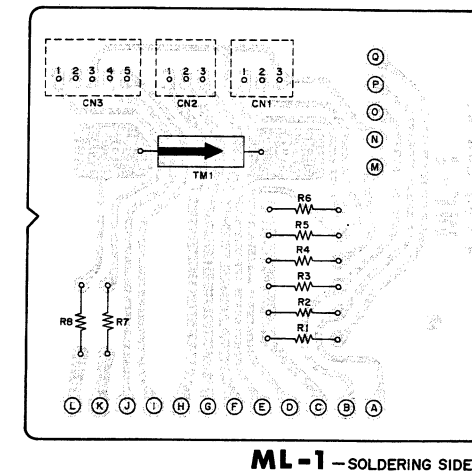 Q
1 2 3 4 5 1 2 3 1 2 3
P
CN3 CN2 CN1
O
N
M
TM1
R6
R5
R4
R3
R2
R8 R7
R1
L K J I H G F E D C B A
ML-1 – SOLDERING SIDE